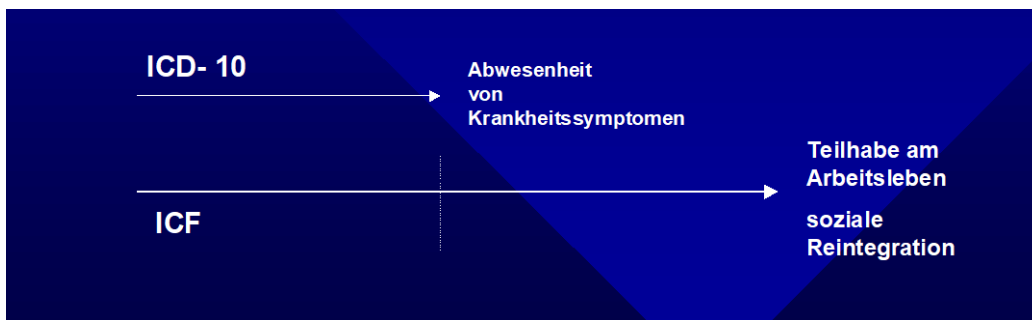 ICD- 10
Abwesenheit
von
Krankheitssymptomen
Teilhabe am
Arbeitsleben
ICF
soziale
Reintegration